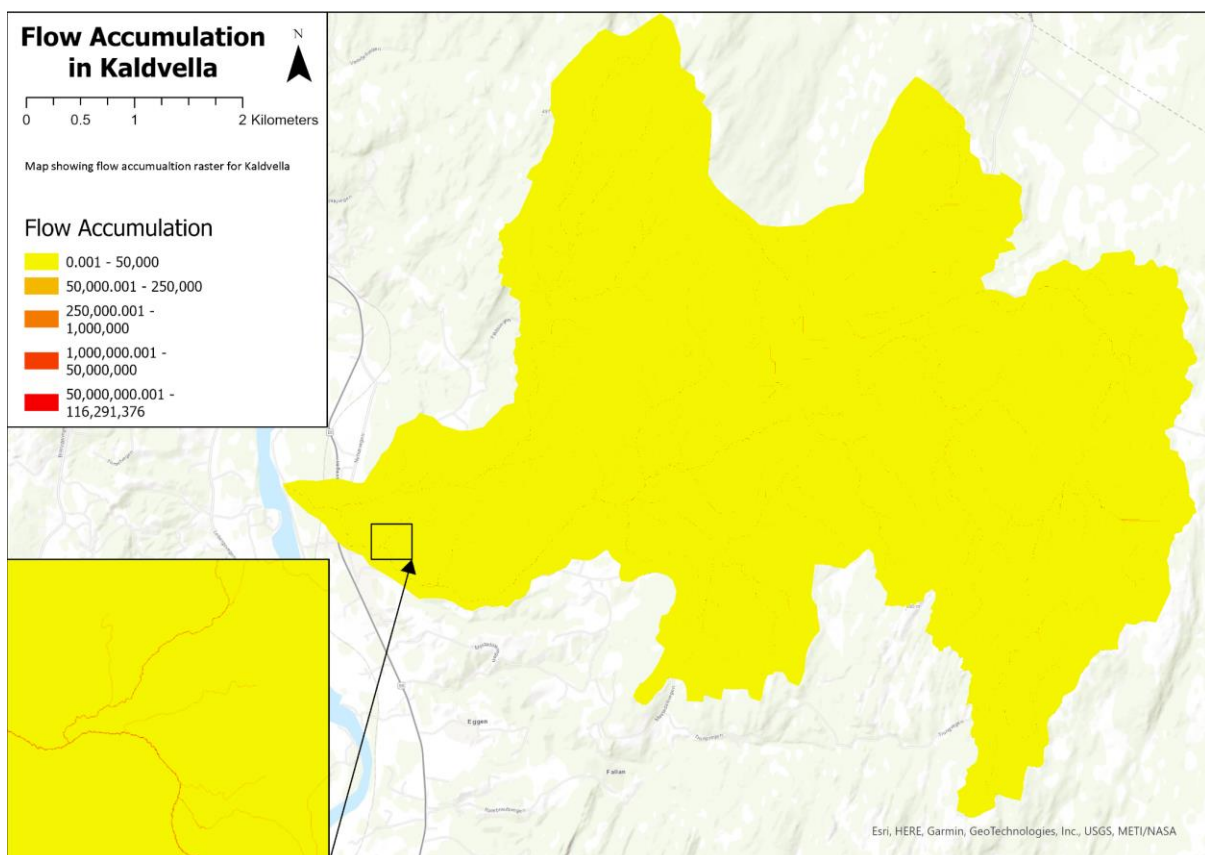 Flow Accumulation
in Kaldvella
N
0 0.5 1 2 Kilometers
Map showing flow accumualtion raster for Kaldvella
Flow Accumulation
0.001 - 50,000
50,000.001 - 250,000
250,000.001 -
1,000,000
1,000,000.001 -
50,000,000
50,000,000.001 -
116,291,376
Eggen
Fallan
Esri, HERE, Garmin, GeoTechnologies, Inc., USGS, METI/NASA